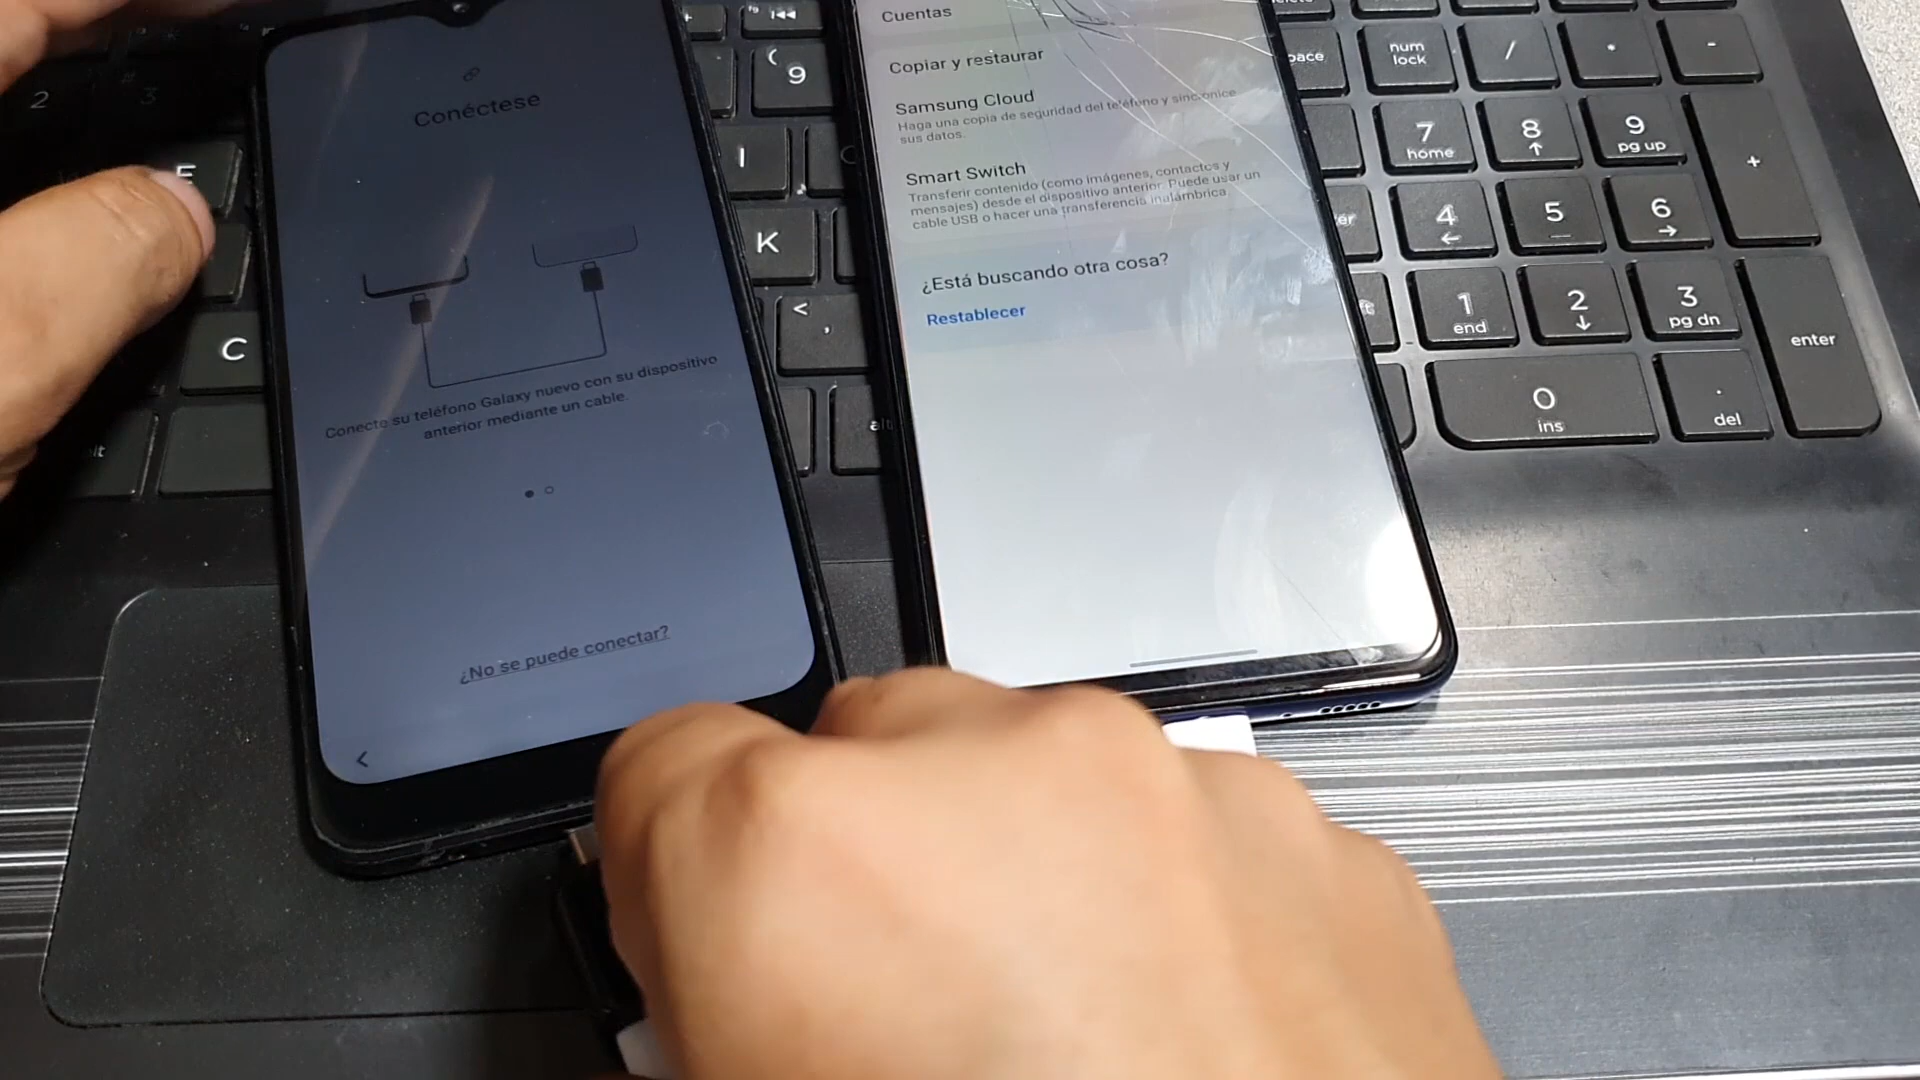 Conéctese
Conecte su teléfono Galaxy nuevo con su dispositivo
anterior mediante un cable.
¿No se puede conectar?
Cuentas
Copiar y restaurar
Samsung Cloud
Haga una copia de seguridad del teléfono y sincronice
sus datos.
Smart Switch
Transferir contenido (como imágenes, contactos y
mensajes) desde el dispositivo anterior. Puede usar un
cable USB o hacer una transferencia inalámbrica.
¿Está buscando otra cosa?
Restablecer
2
3
E
C
( 9
I
K
< ,
alt
num
lock
/
*
-
7
home
8
9
pg up
+
4
5
6
1
end
2
3
pg dn
enter
0
ins
.
del